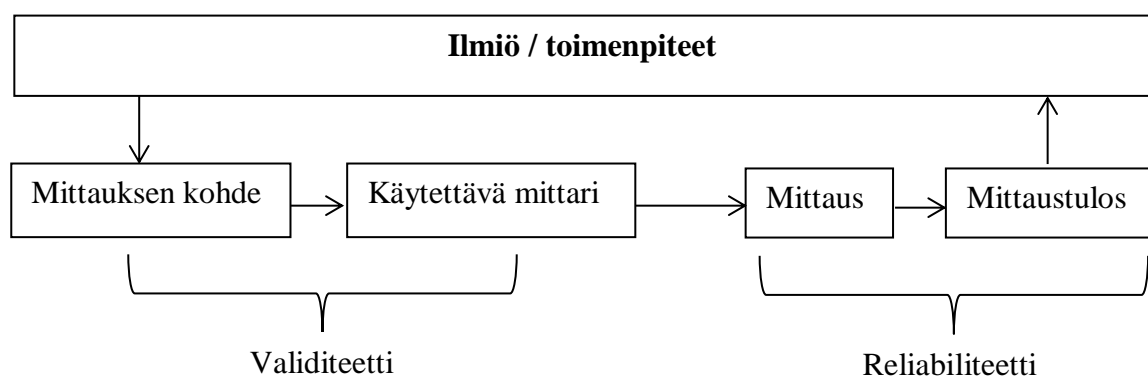 Ilmiö / toimenpiteet
Mittauksen kohde
Käytettävä mittari
Mittaus
Mittaustulos
Validiteetti
Reliabiliteetti